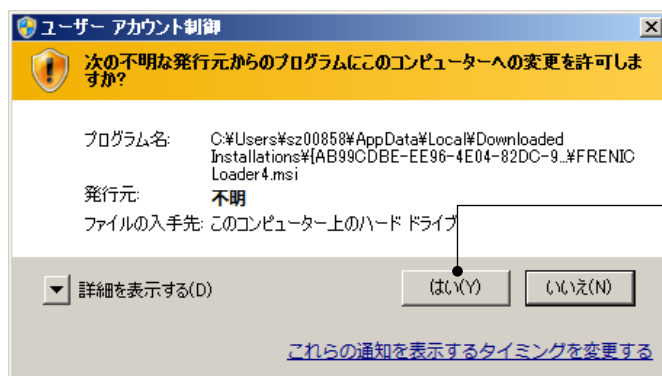 ユーザー アカウント制御
次の不明な発行元からのプログラムにこのコンピューターへの変更を許可しま
すか?
プログラム名: C:¥Users¥sz00858¥AppData¥Local¥Downloaded
Installations¥{AB99CDBE-EE96-4E04-82DC-9...¥FRENIC
Loader4.msi
発行元: 不明
ファイルの入手先: このコンピューター上のハード ドライブ
詳細を表示する(D)
はい(Y)
いいえ(N)
これらの通知を表示するタイミングを変更する